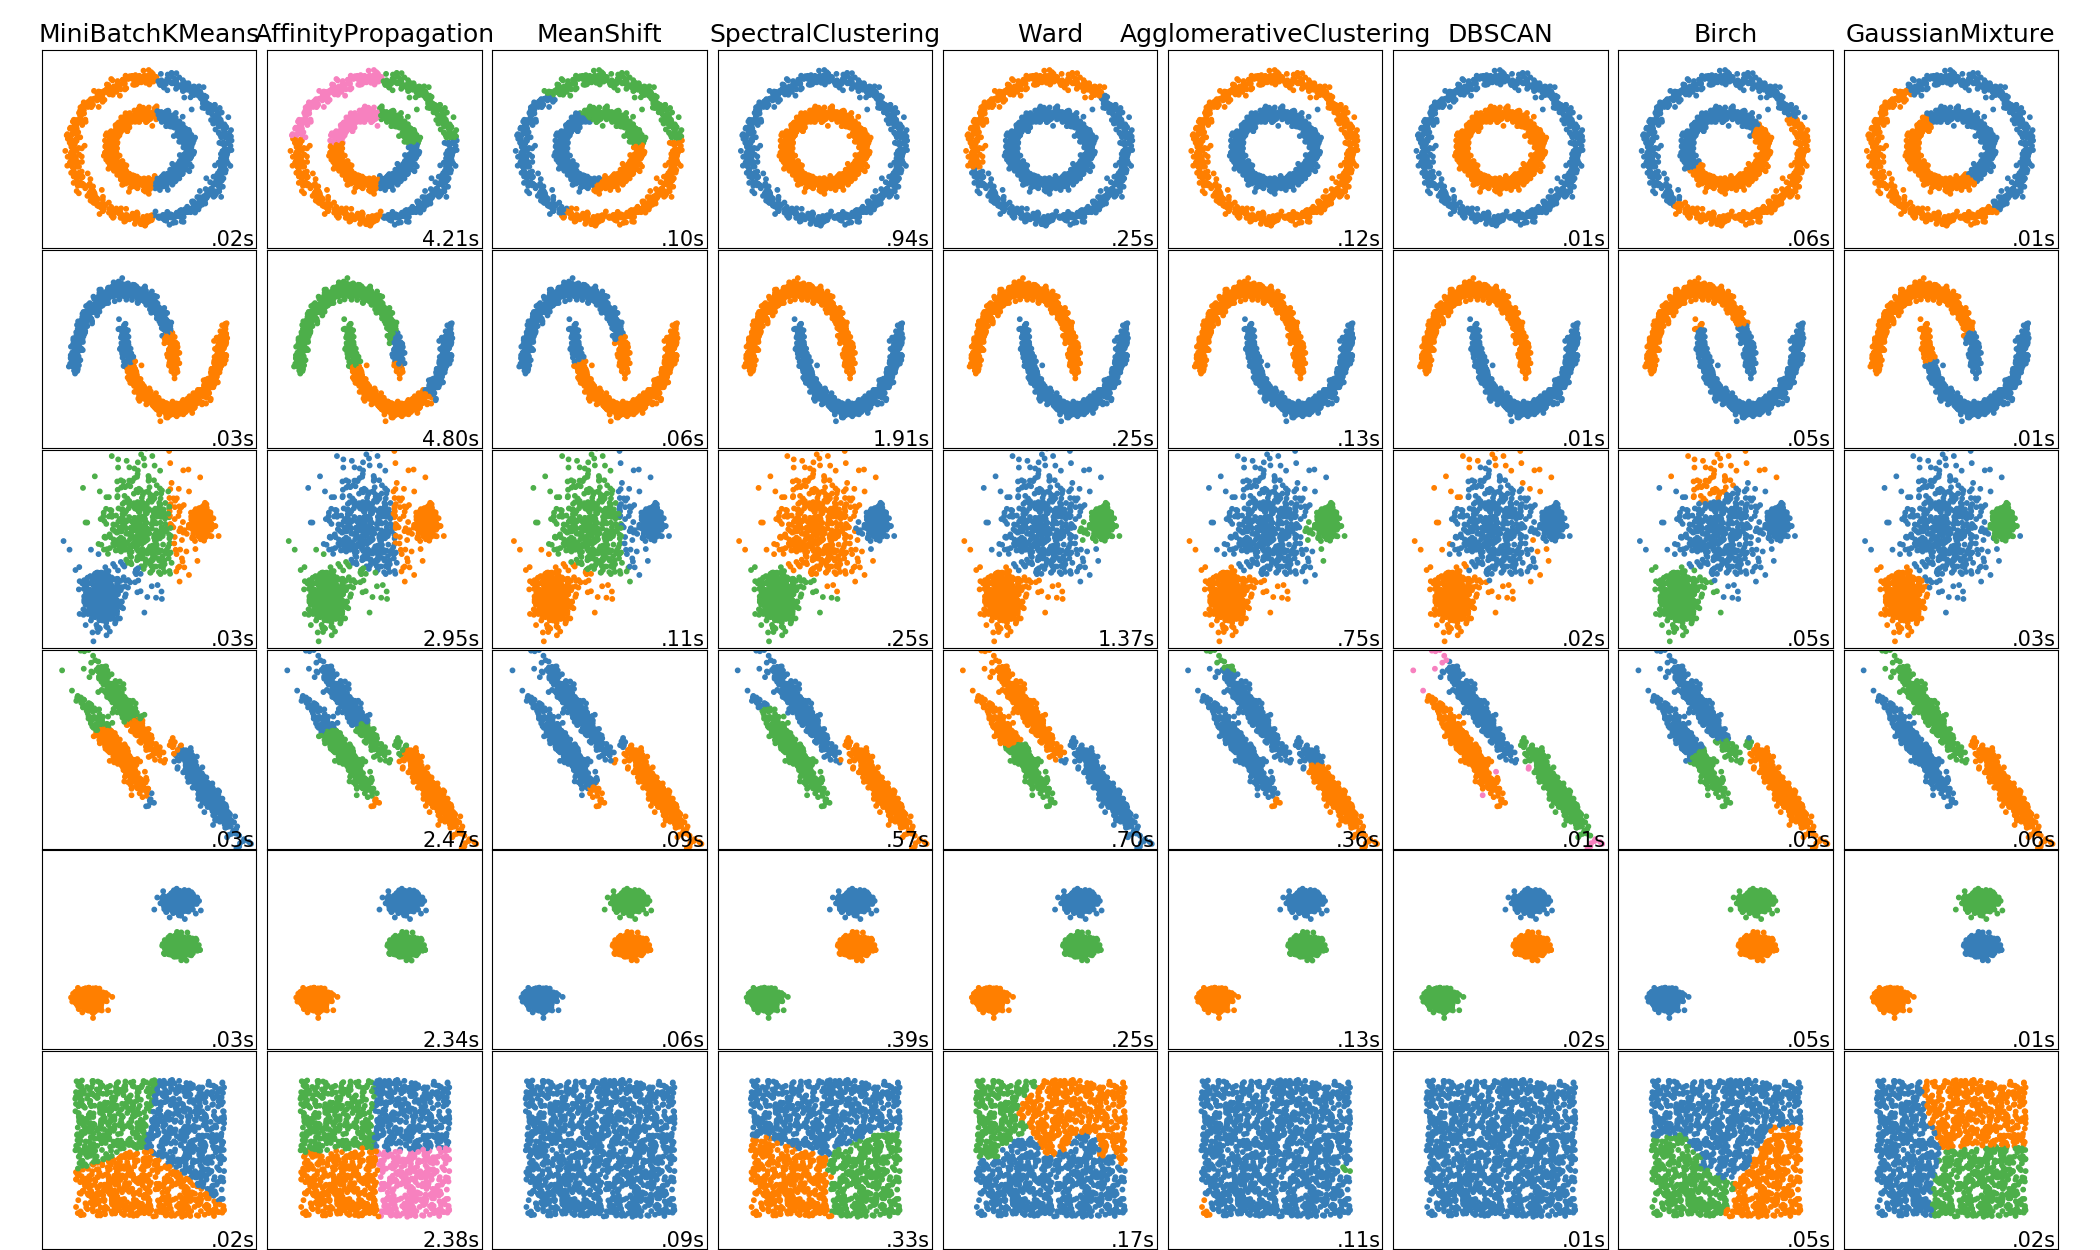 MiniBatchKMeans AffinityPropagation MeanShift SpectralClustering Ward AgglomerativeClustering DBSCAN Birch GaussianMixture
.02s 4.21s .10s .94s .25s .12s .01s .06s .01s
.03s 4.80s .06s 1.91s .25s .13s .01s .05s .01s
.03s 2.95s .11s .25s 1.37s .75s .02s .05s .03s
.03s 2.47s .09s .57s .70s .36s .01s .05s .06s
.03s 2.34s .06s .39s .25s .13s .02s .05s .01s
.02s 2.38s .09s .33s .17s .11s .01s .05s .02s